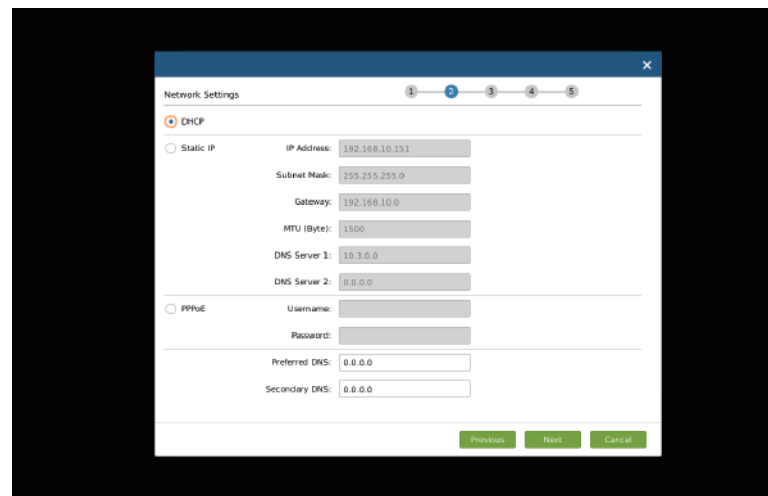 Network Settings
1 2 3 4 5
DHCP
Static IP IP Address: 192.168.10.151
Subnet Mask: 255.255.255.0
Gateway: 192.168.10.0
MTU (Byte): 1500
DNS Server 1: 10.3.0.0
DNS Server 2: 0.0.0.0
PPPoE Username:
Password:
Preferred DNS: 0.0.0.0
Secondary DNS: 0.0.0.0
Previous Next Cancel